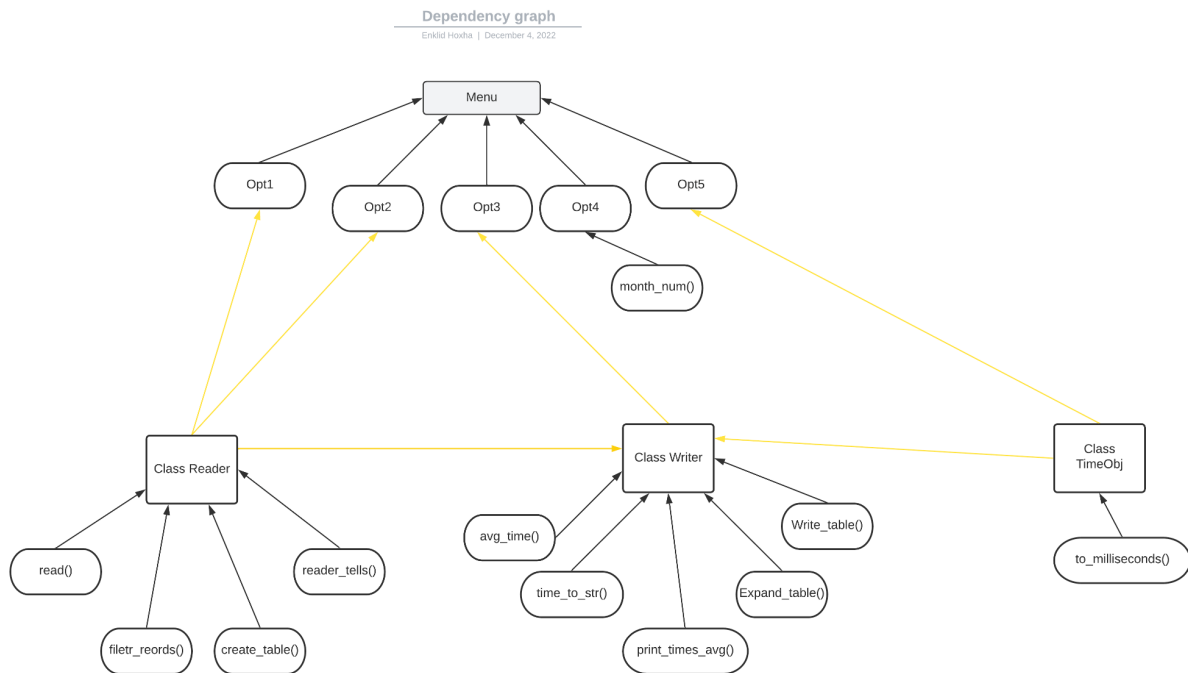 Dependency graph
Enklid Hoxha | December 4, 2022
Menu
Opt1
Opt2
Opt3
Opt4
Opt5
month_num()
Class Reader
Class Writer
Class
TimeObj
read()
filetr_reords()
create_table()
reader_tells()
avg_time()
time_to_str()
print_times_avg()
Expand_table()
Write_table()
to_milliseconds()